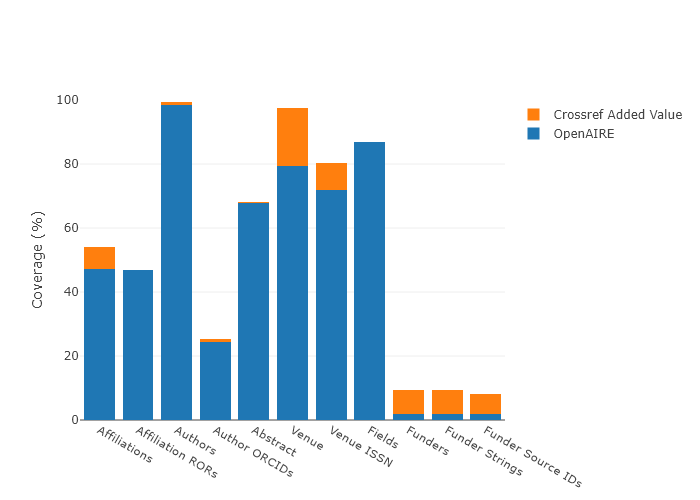 100
80
60
40
20
0
Coverage (%)
Affiliations
Affiliation RORs
Authors
Author ORCIDs
Abstract
Venue
Venue ISSN
Fields
Funders
Funder Strings
Funder Source IDs
Crossref Added Value
OpenAIRE